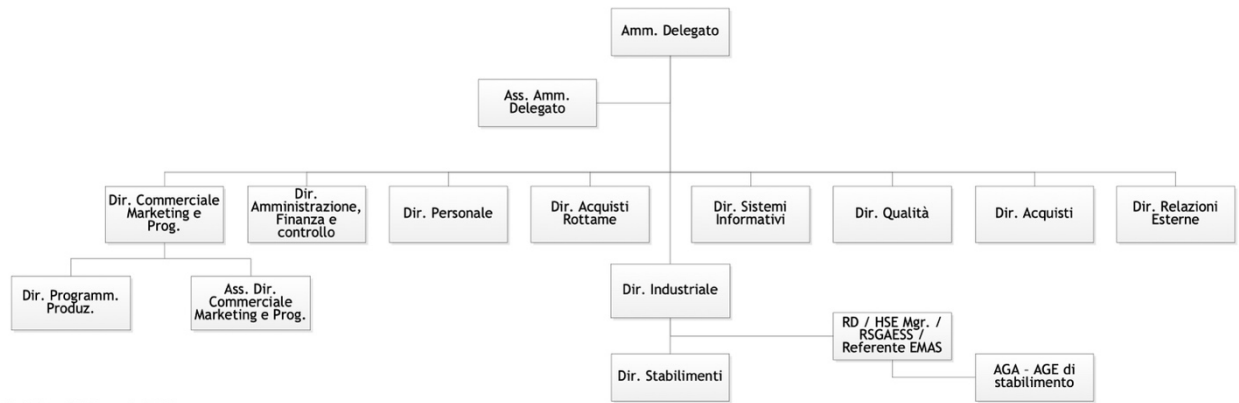 Amm. Delegato
Ass. Amm.
Delegato
Dir. Commerciale
Marketing e
Prog.
Dir.
Amministrazione,
Finanza e
controllo
Dir. Personale
Dir. Acquisti
Rottame
Dir. Sistemi
Informativi
Dir. Qualità
Dir. Acquisti
Dir. Relazioni
Esterne
Dir. Programm.
Produz.
Ass. Dir.
Commerciale
Marketing e Prog.
Dir. Industriale
RD / HSE Mgr. /
RSGAESS /
Referente EMAS
Dir. Stabilimenti
AGA - AGE di
stabilimento